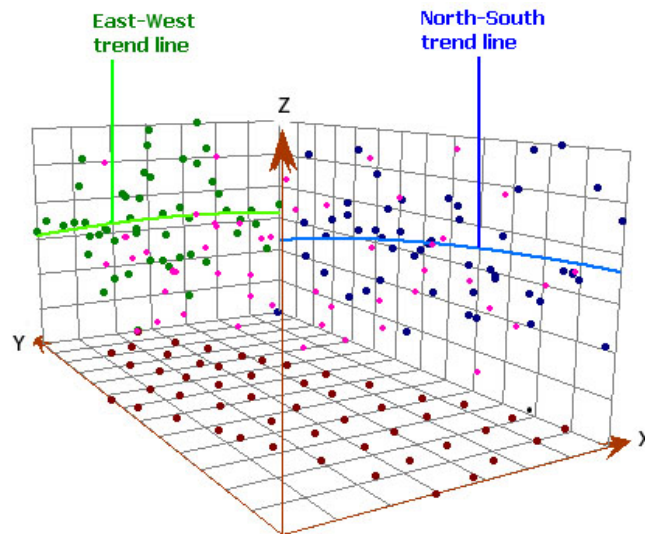 East-West
trend line
North-South
trend line
Z
Y
X